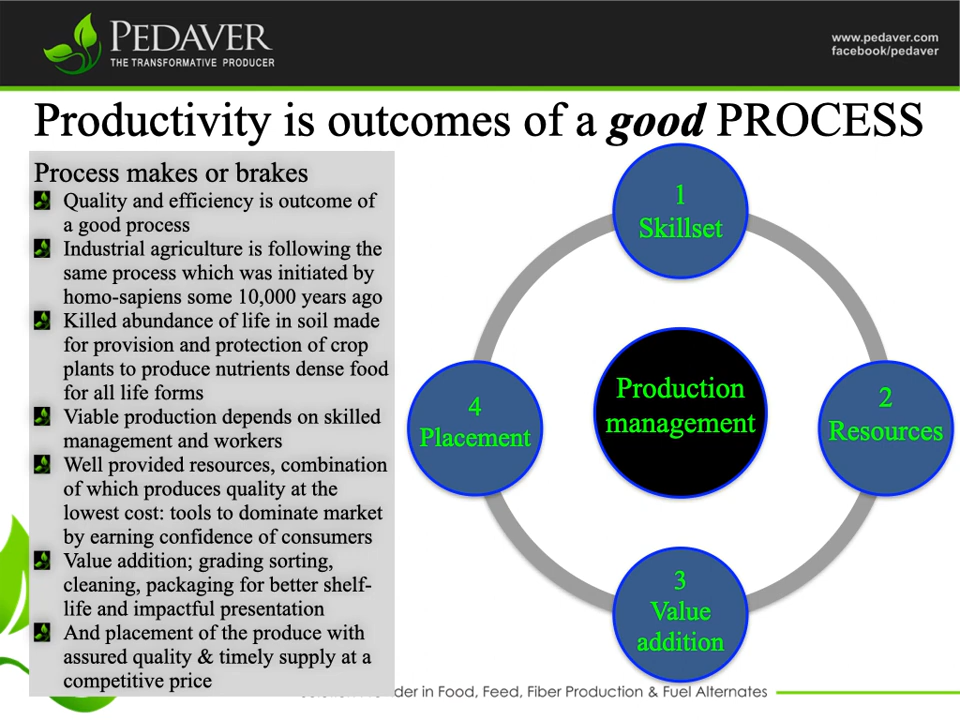 PEDAVER
THE TRANSFORMATIVE PRODUCER
www.pedaver.com
facebook/pedaver
Productivity is outcomes of a good PROCESS
Process makes or brakes
Quality and efficiency is outcome of
a good process
Industrial agriculture is following the
same process which was initiated by
homo-sapiens some 10,000 years ago
Killed abundance of life in soil made
for provision and protection of crop
plants to produce nutrients dense food
for all life forms
Viable production depends on skilled
management and workers
Well provided resources, combination
of which produces quality at the
lowest cost: tools to dominate market
by earning confidence of consumers
Value addition; grading sorting,
cleaning, packaging for better shelf-
life and impactful presentation
And placement of the produce with
assured quality & timely supply at a
competitive price
1
Skillset
2
Resources
3
Value
addition
4
Placement
Production
management
in Food, Feed, Fiber Production & Fuel Alternates